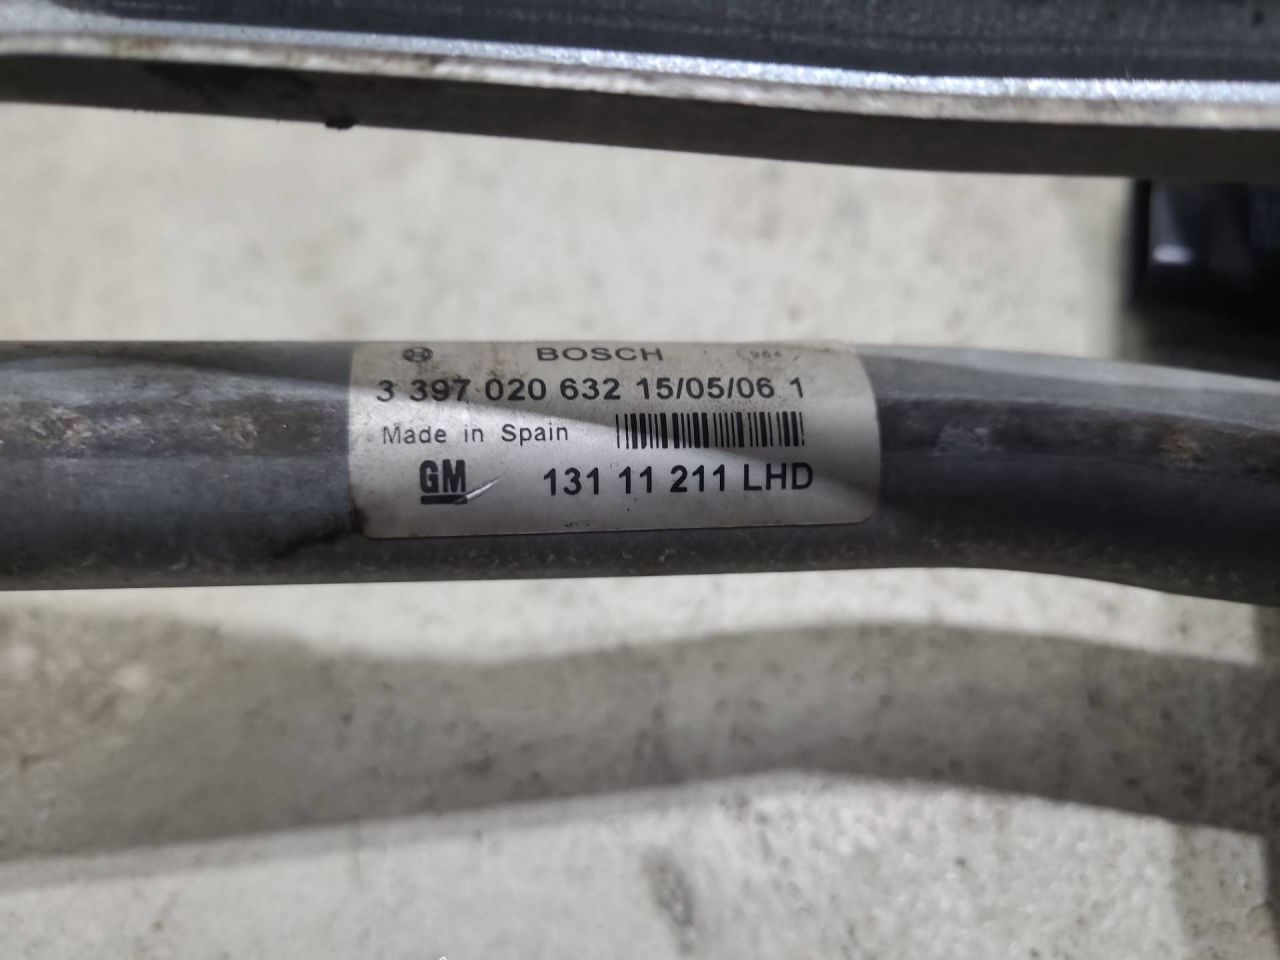 BOSCH
3 397 020 632 15/05/06 1
Made in Spain
GM 131 11 211 LHD